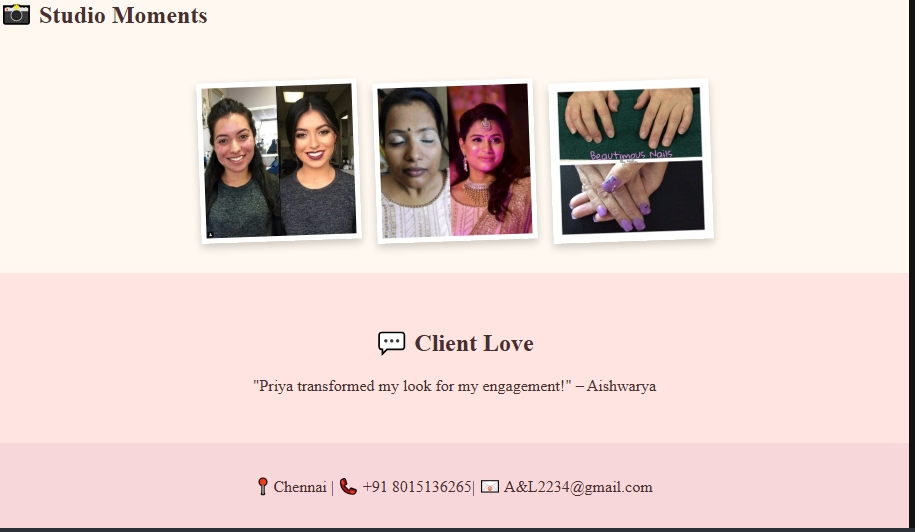 Studio Moments
Beautimous Nails
Client Love
"Priya transformed my look for my engagement!" – Aishwarya
Chennai | +91 8015136265| A&L2234@gmail.com